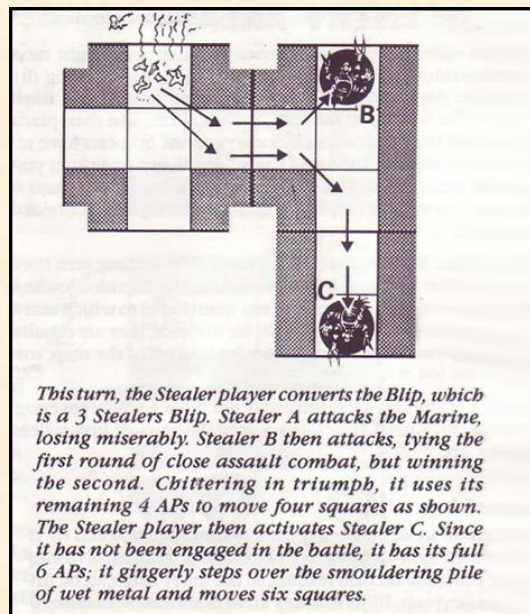 B
C
This turn, the Stealer player converts the Blip, which
is a 3 Stealers Blip. Stealer A attacks the Marine,
losing miserably. Stealer B then attacks, tying the
first round of close assault combat, but winning
the second. Chittering in triumph, it uses its
remaining 4 APs to move four squares as shown.
The Stealer player then activates Stealer C. Since
it has not been engaged in the battle, it has its full
6 APs; it gingerly steps over the smouldering pile
of wet metal and moves six squares.